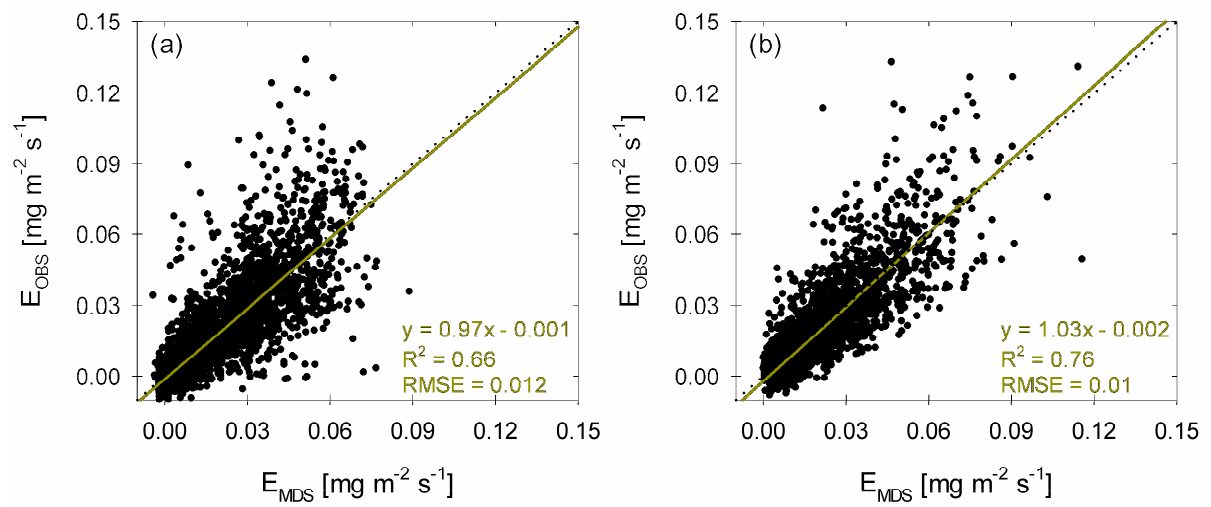 (a)
0.15
0.12
0.09
0.06
0.03
0.00
E_OBS [mg m⁻² s⁻¹]
y = 0.97x - 0.001
R² = 0.66
RMSE = 0.012
0.00 0.03 0.06 0.09 0.12 0.15
E_MDS [mg m⁻² s⁻¹]
(b)
0.15
0.12
0.09
0.06
0.03
0.00
E_OBS [mg m⁻² s⁻¹]
y = 1.03x - 0.002
R² = 0.76
RMSE = 0.01
0.00 0.03 0.06 0.09 0.12 0.15
E_MDS [mg m⁻² s⁻¹]